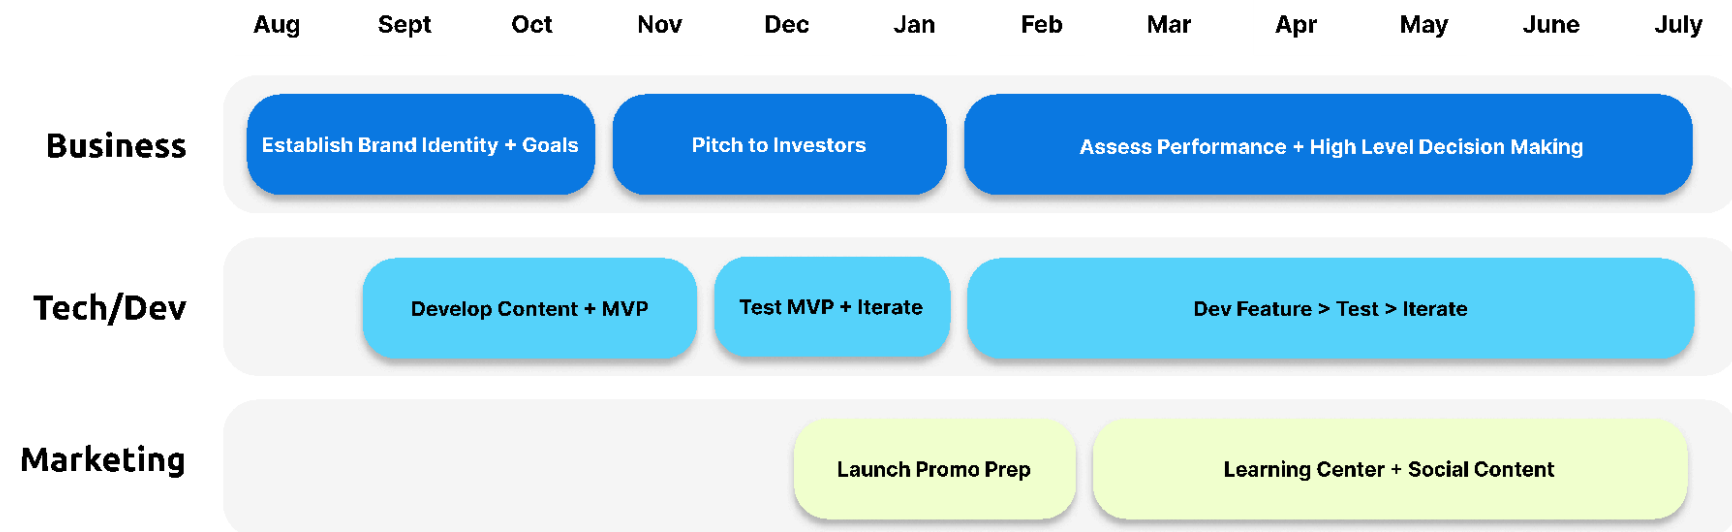 Aug Sept Oct Nov Dec Jan Feb Mar Apr May June July
Business
Establish Brand Identity + Goals
Pitch to Investors
Assess Performance + High Level Decision Making
Tech/Dev
Develop Content + MVP
Test MVP + Iterate
Dev Feature > Test > Iterate
Marketing
Launch Promo Prep
Learning Center + Social Content